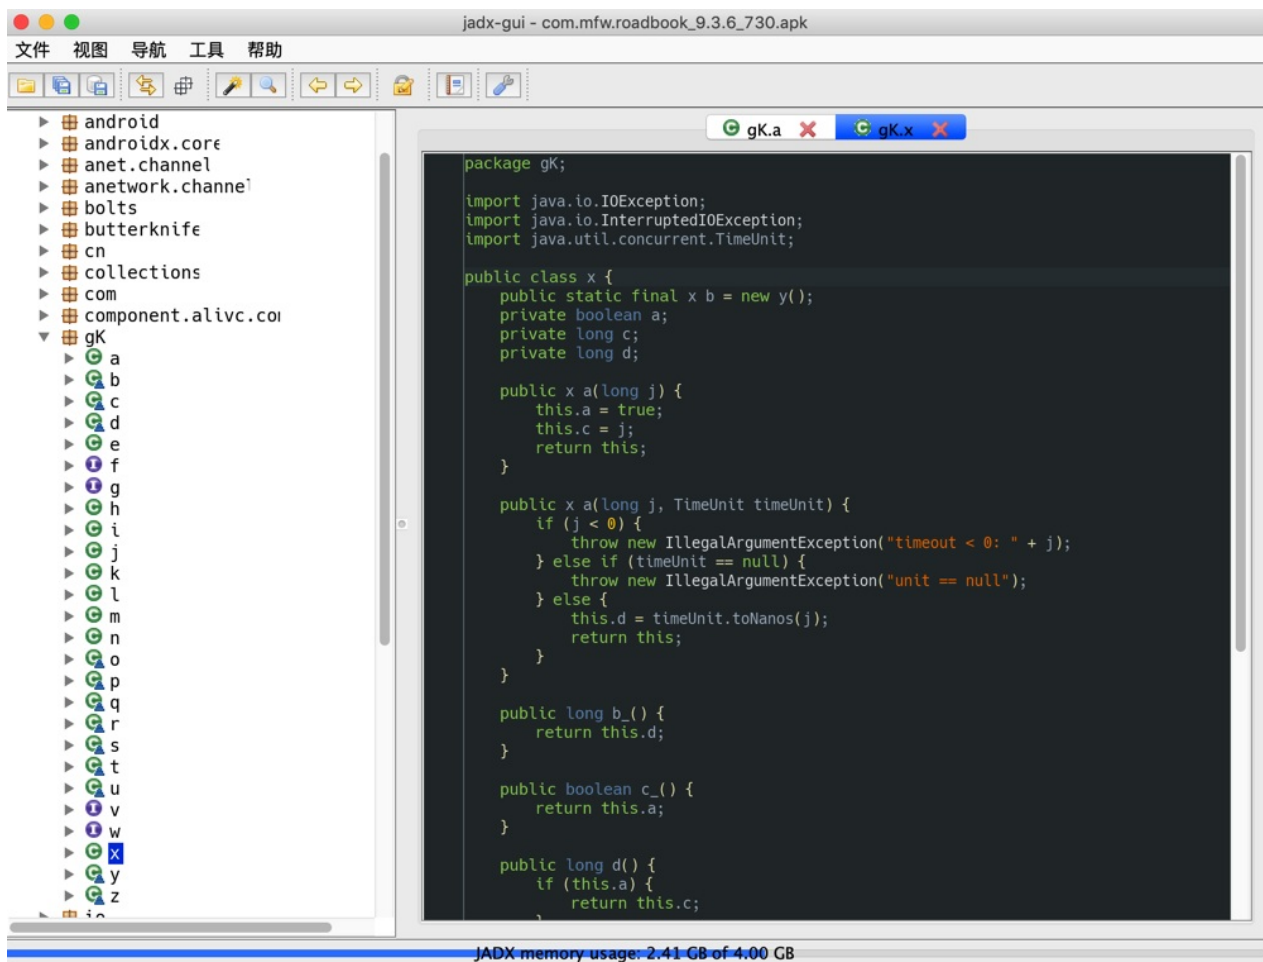 jadx-gui - com.mfw.roadbook_9.3.6_730.apk
文件 视图 导航 工具 帮助
android
androidx.core
anet.channel
anetwork.channel
bolts
butterknife
cn
collections
com
component.alivc.co
gK
a
b
c
d
e
f
g
h
i
j
k
l
m
n
o
p
q
r
s
t
u
v
w
x
y
z
gK.a gK.x
package gK;
import java.io.IOException;
import java.io.InterruptedIOException;
import java.util.concurrent.TimeUnit;
public class x {
public static final x b = new y();
private boolean a;
private long c;
private long d;
public x a(long j) {
this.a = true;
this.c = j;
return this;
}
public x a(long j, TimeUnit timeUnit) {
if (j < 0) {
throw new IllegalArgumentException("timeout < 0: " + j);
} else if (timeUnit == null) {
throw new IllegalArgumentException("unit == null");
} else {
this.d = timeUnit.toNanos(j);
return this;
}
}
public long b_() {
return this.d;
}
public boolean c_() {
return this.a;
}
public long d() {
if (this.a) {
return this.c;
JADX memory usage: 2.41 GB of 4.00 GB